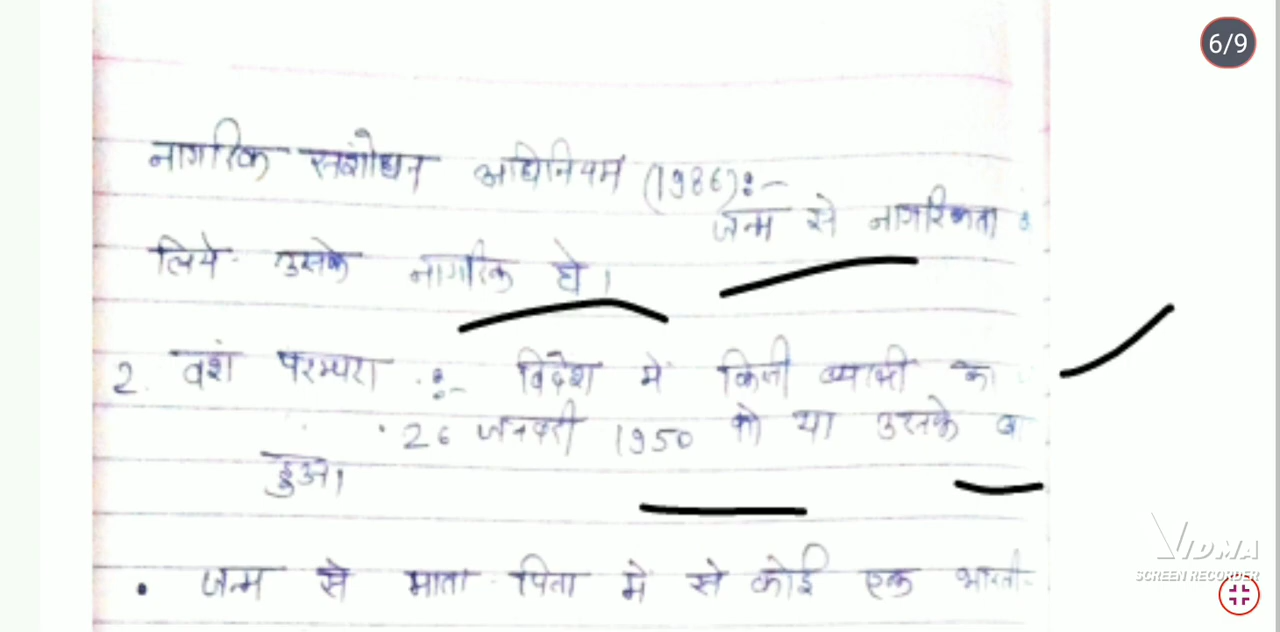 6/9
नागरिक संशोधन अधिनियम (1986):-
जन्म से नागरिकता
लिये उसके नागरिक हो।
2. वशं परम्परा :- विदेश में किसी व्यक्ती का
26 जनवरी 1950 को या उसके
हुआ।
• जन्म से माता पिता में से कोई एक भारती
VIDMA
SCREEN RECORDER